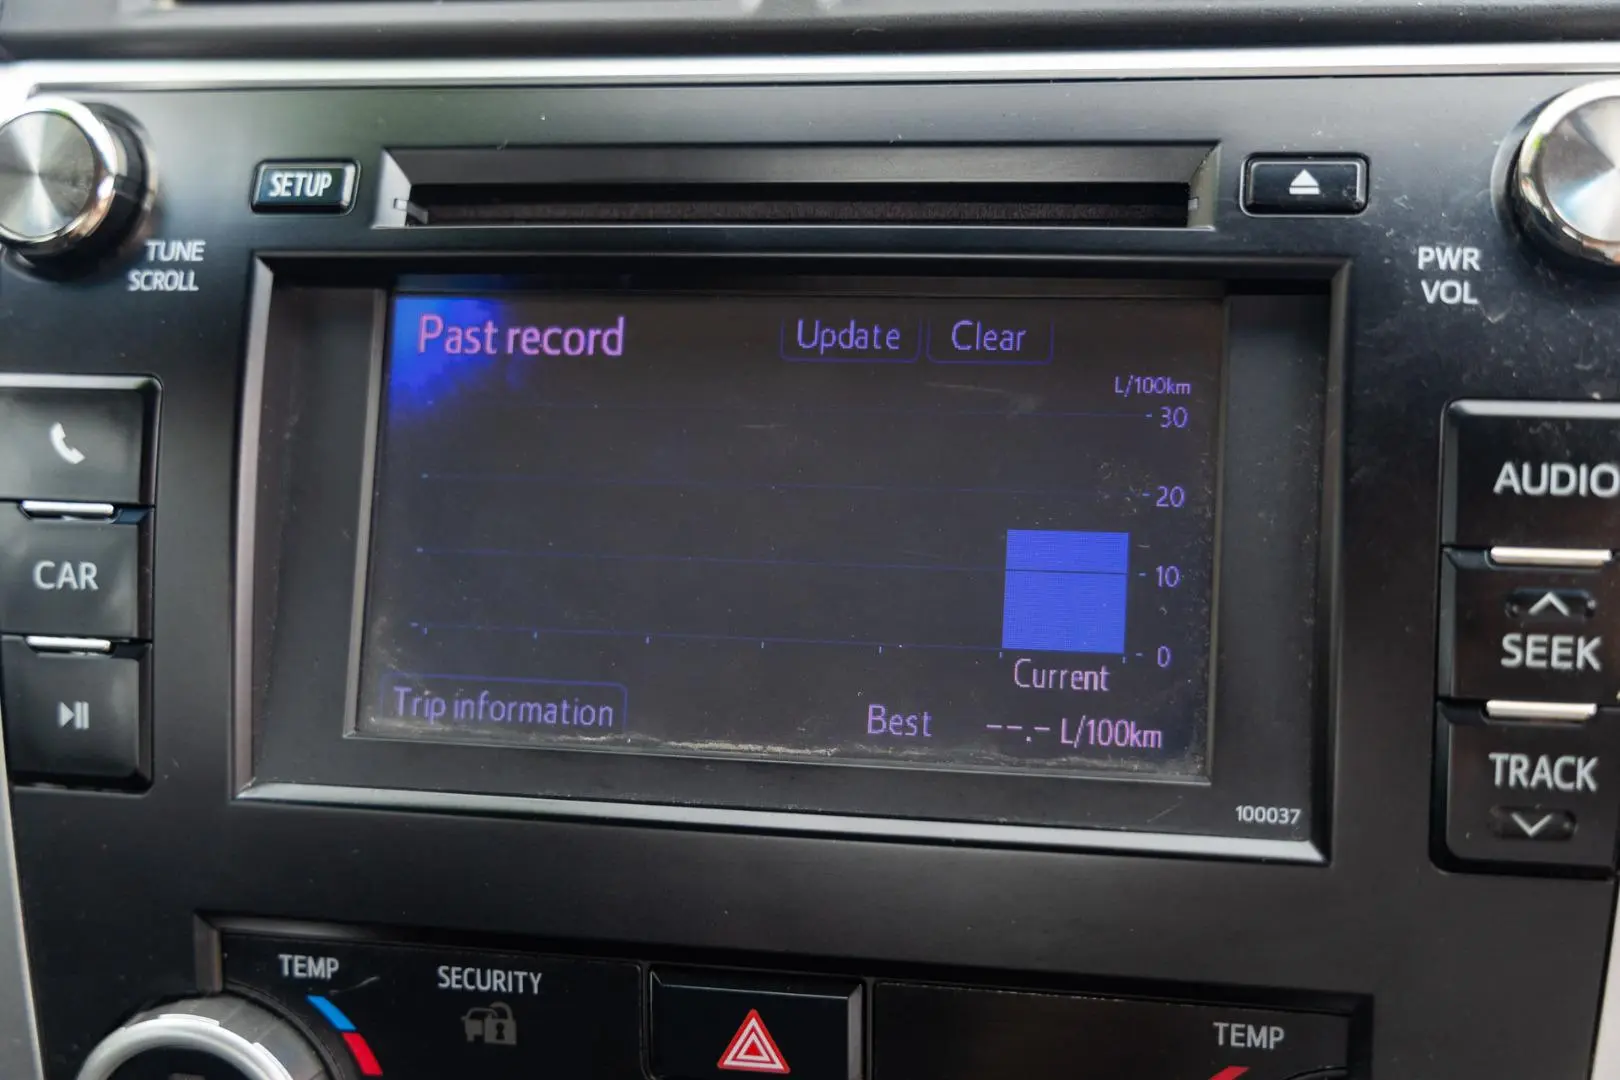 SETUP
TUNE
SCROLL
PWR
VOL
Past record
Update
Clear
L/100km
30
20
10
0
Current
Trip information
Best --.- L/100km
100037
CAR
AUDIO
SEEK
TRACK
TEMP
SECURITY
TEMP